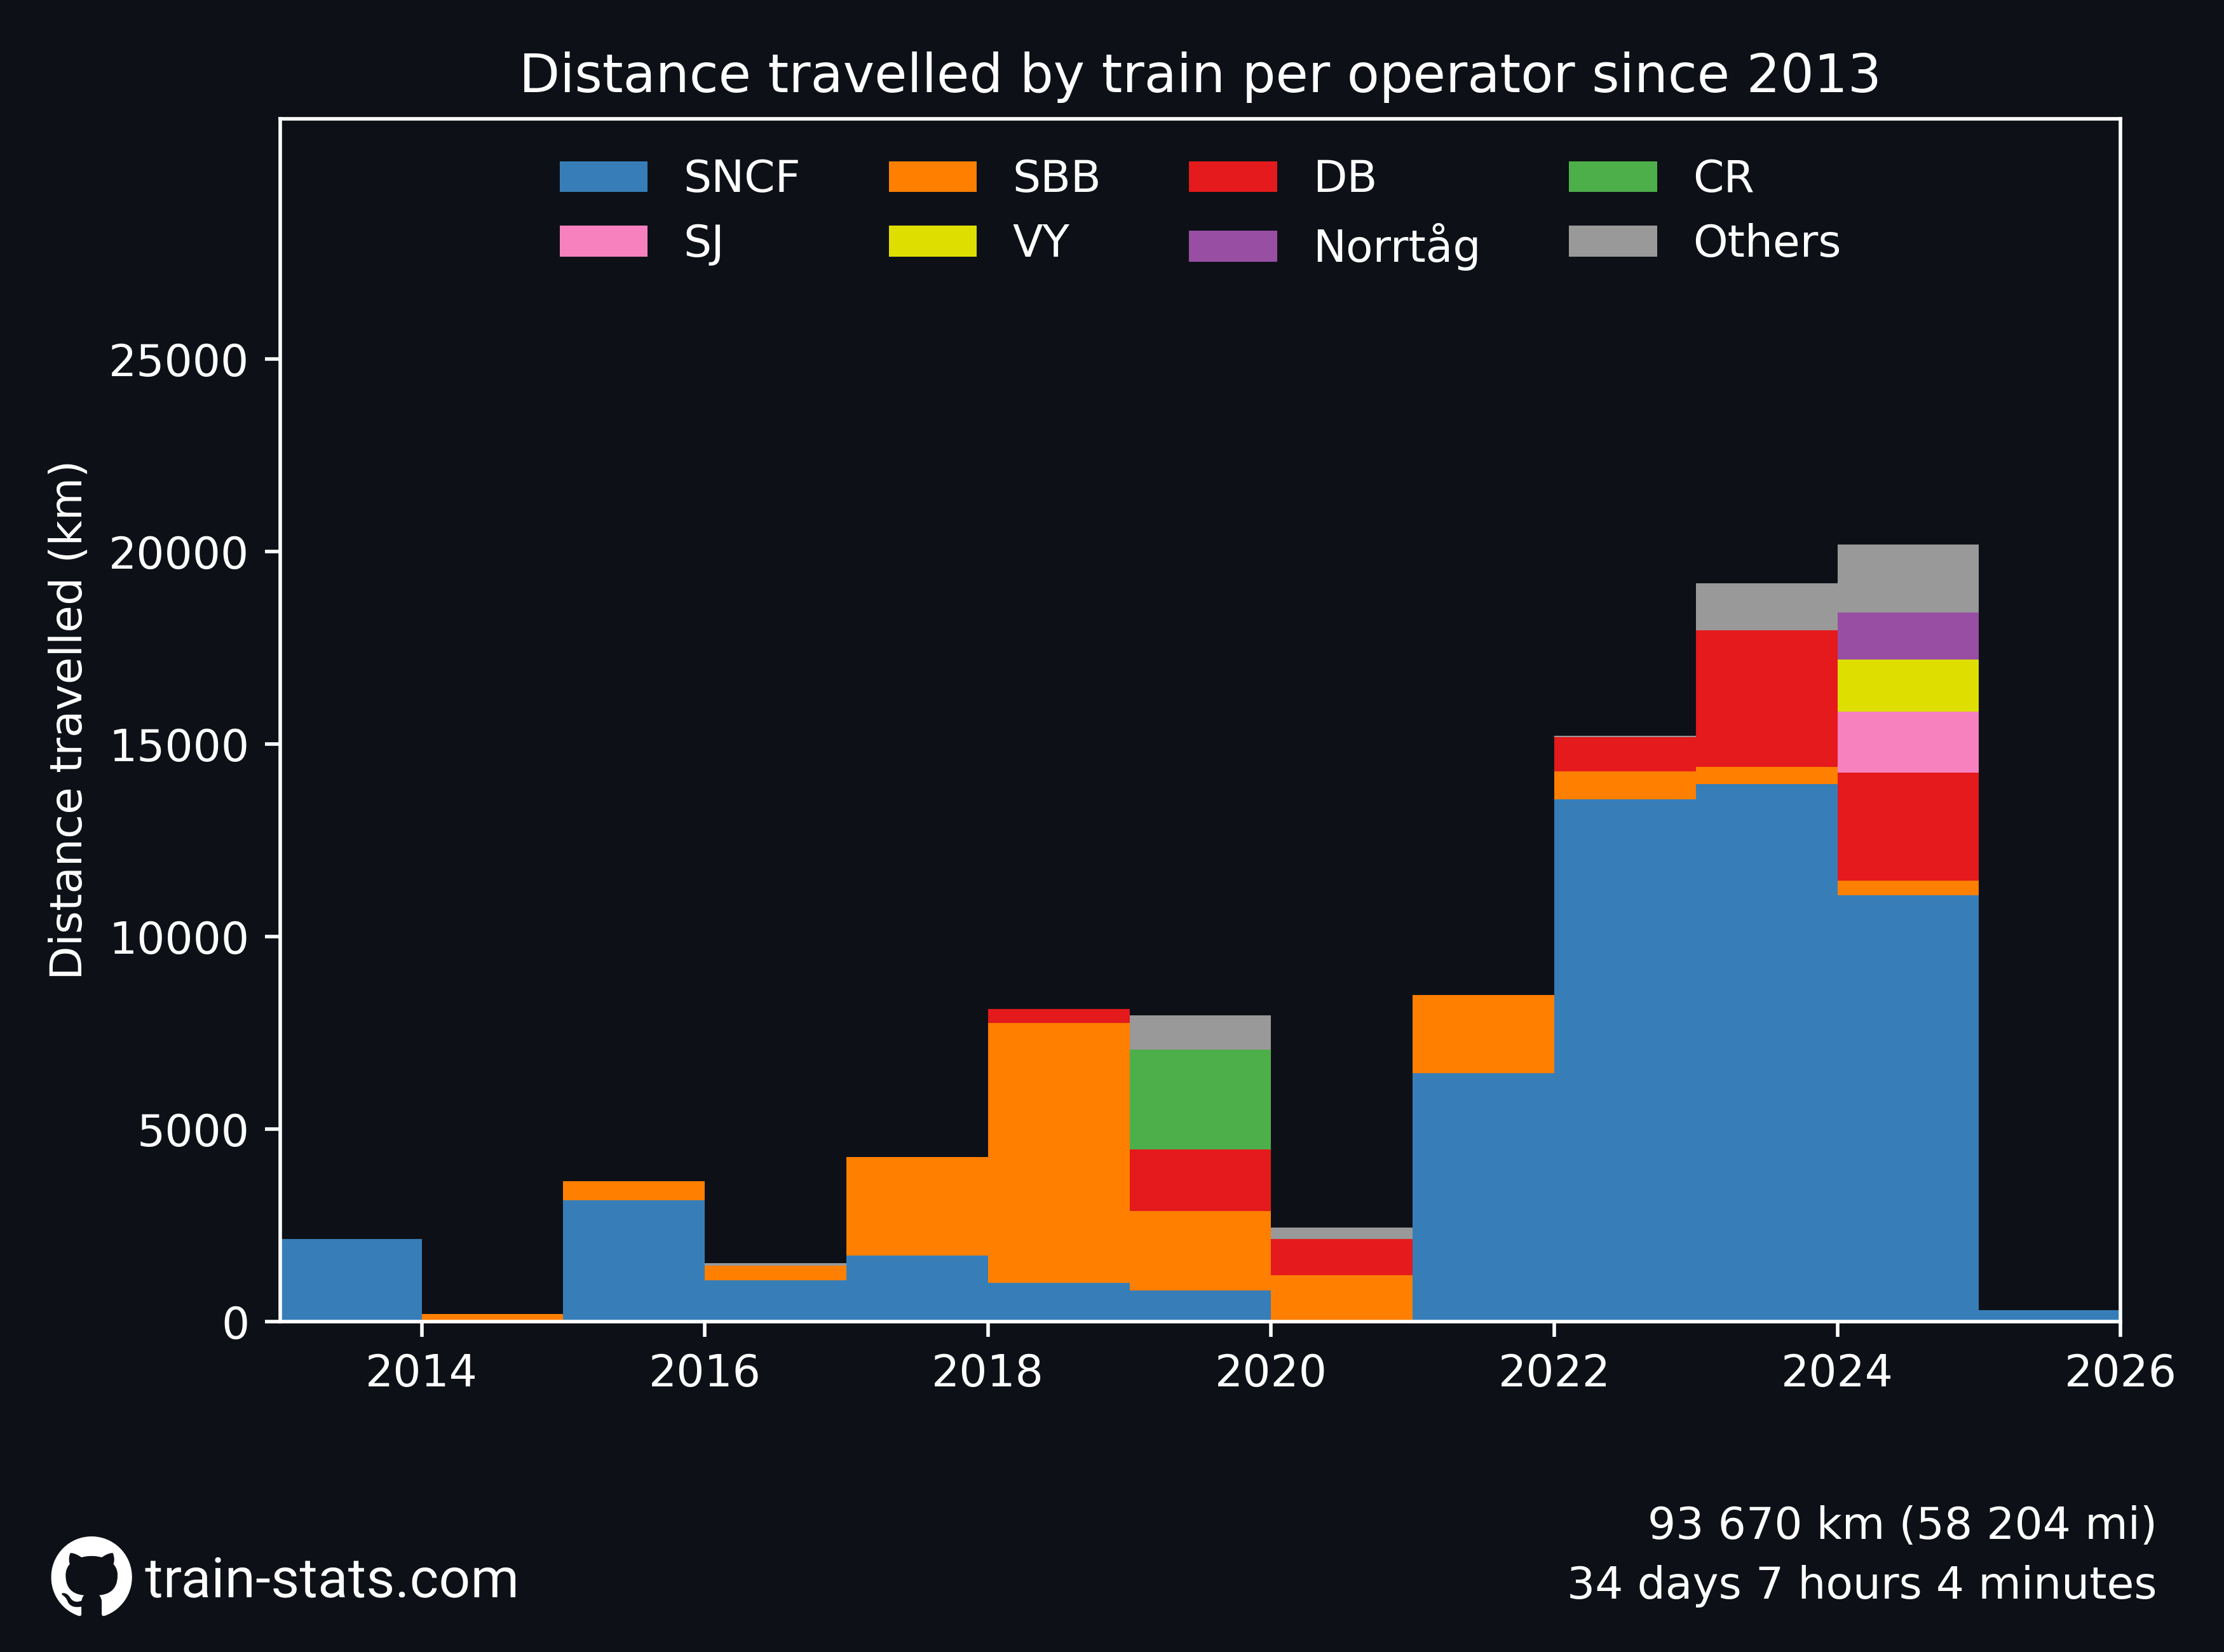 Distance travelled by train per operator since 2013
SNCF SBB DB CR
SJ VY Norrtåg Others
Distance travelled (km)
25000
20000
15000
10000
5000
0
2014 2016 2018 2020 2022 2024 2026
93 670 km (58 204 mi)
train-stats.com
34 days 7 hours 4 minutes